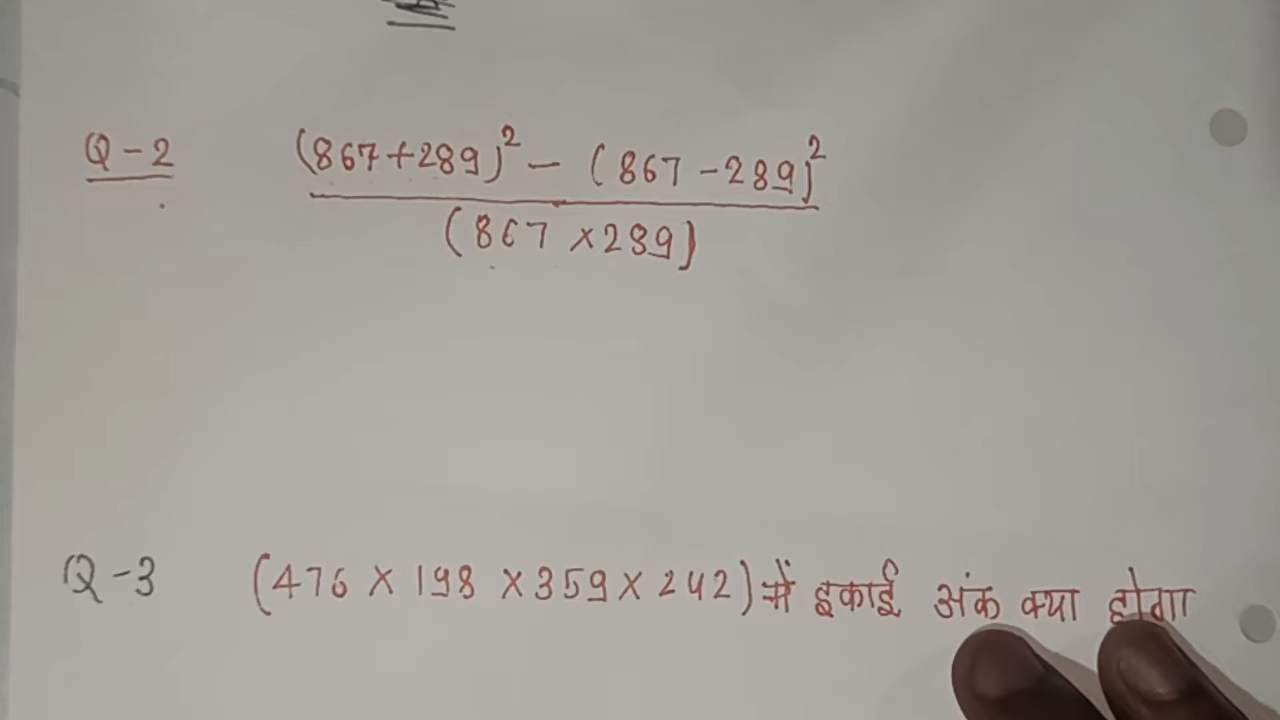 Q-2 (867+289)² - (867-289)²
(867 ×289)
Q-3 (476 × 198 × 359 × 242) में इकाई अंक क्या होगा